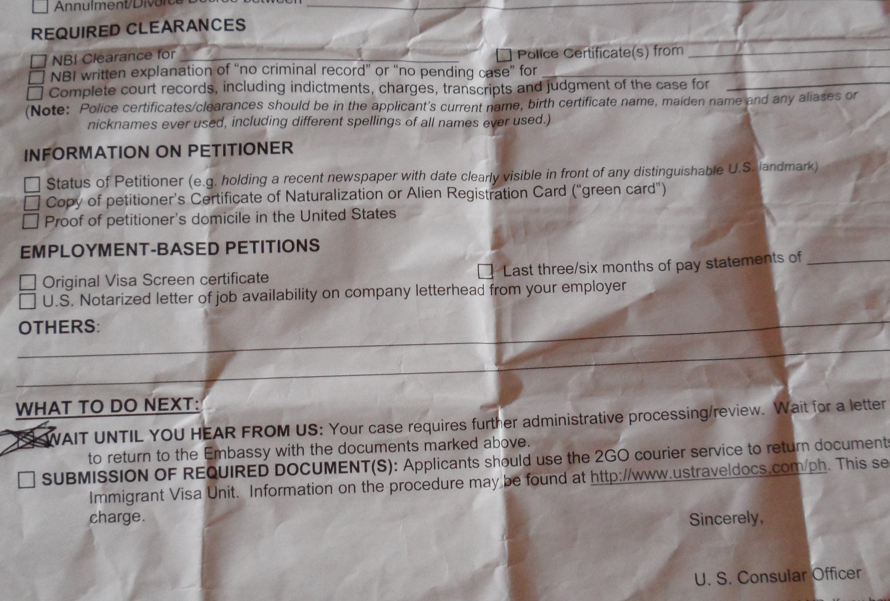 Annulment/Divorce Decree between
REQUIRED CLEARANCES
NBI Clearance for
Police Certificate(s) from
NBI written explanation of “no criminal record” or “no pending case” for
Complete court records, including indictments, charges, transcripts and judgment of the case for
(Note: Police certificates/clearances should be in the applicant's current name, birth certificate name, maiden name and any aliases or
nicknames ever used, including different spellings of all names ever used.)
INFORMATION ON PETITIONER
Status of Petitioner (e.g. holding a recent newspaper with date clearly visible in front of any distinguishable U.S. landmark)
Copy of petitioner's Certificate of Naturalization or Alien Registration Card (“green card”)
Proof of petitioner's domicile in the United States
EMPLOYMENT-BASED PETITIONS
Original Visa Screen certificate
Last three/six months of pay statements of
U.S. Notarized letter of job availability on company letterhead from your employer
OTHERS:
WHAT TO DO NEXT:
WAIT UNTIL YOU HEAR FROM US: Your case requires further administrative processing/review. Wait for a letter
to return to the Embassy with the documents marked above.
SUBMISSION OF REQUIRED DOCUMENT(S): Applicants should use the 2GO courier service to return documents
Immigrant Visa Unit. Information on the procedure may be found at http://www.ustraveldocs.com/ph. This se
charge.
Sincerely,
U. S. Consular Officer